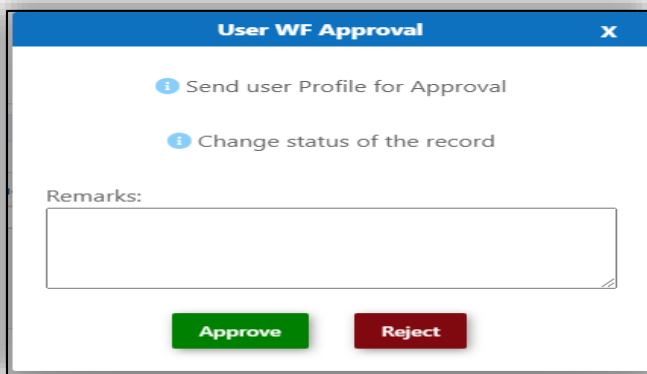 User WF Approval x
Send user Profile for Approval
Change status of the record
Remarks:
Approve Reject